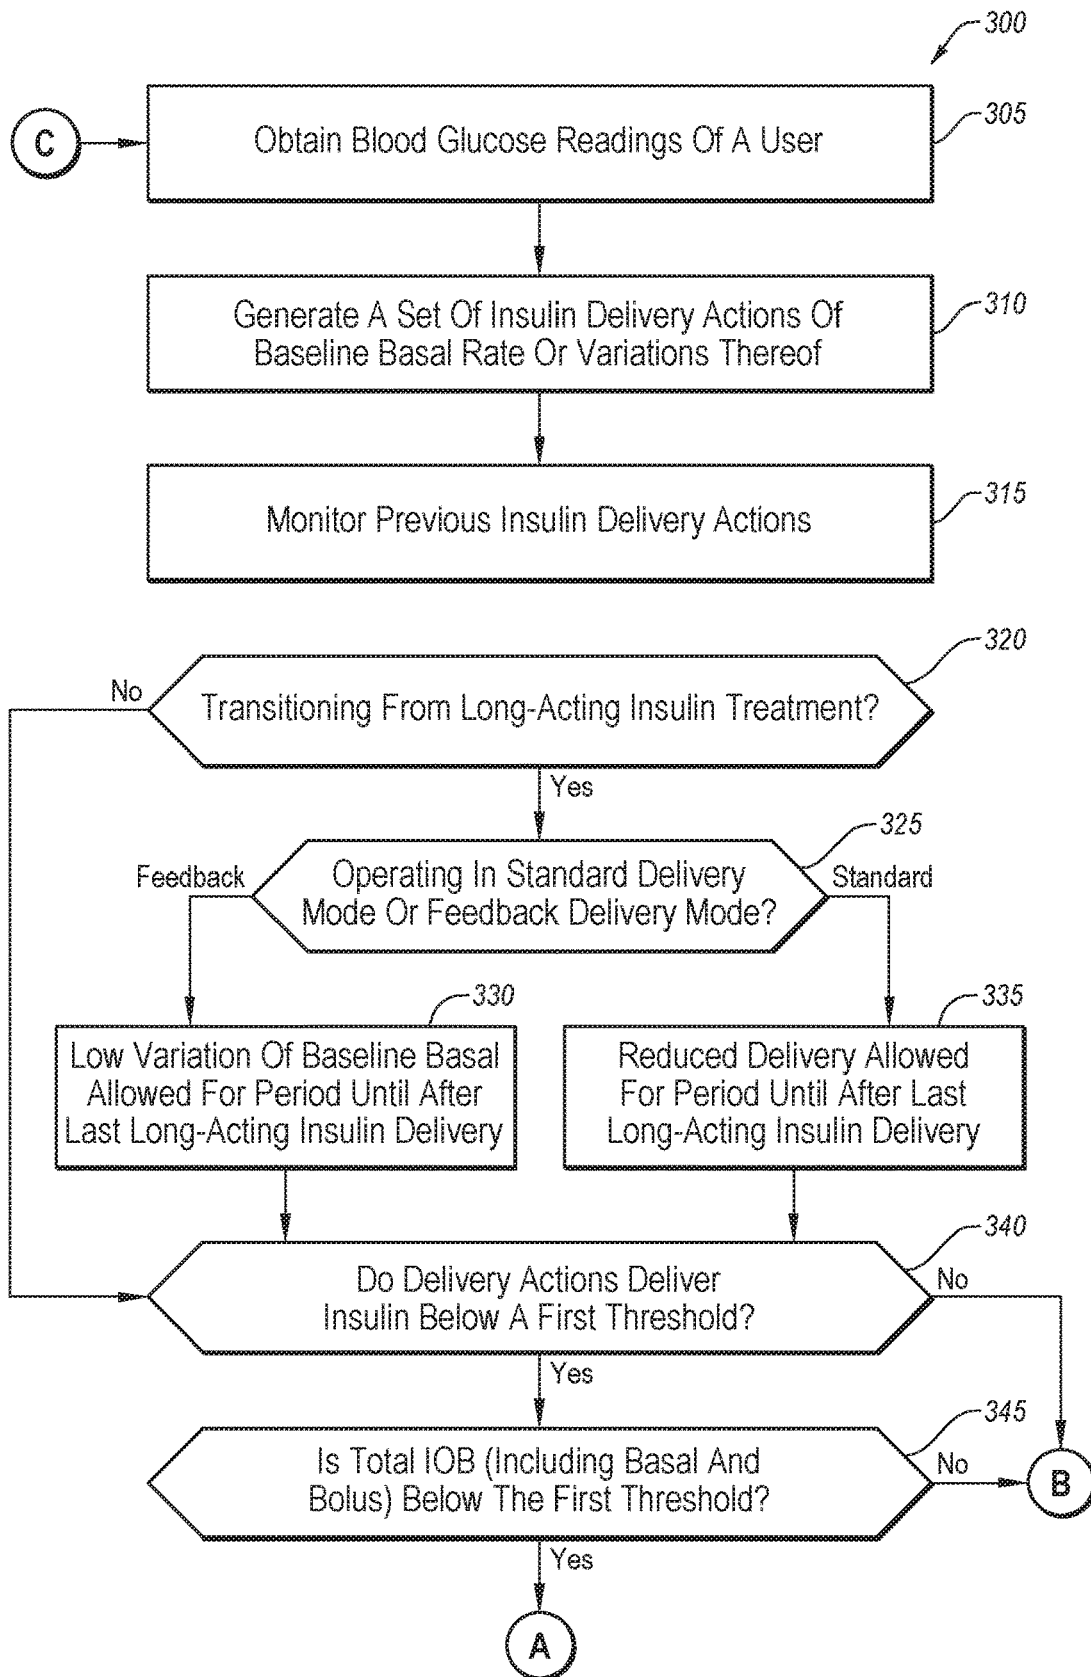 300
C
Obtain Blood Glucose Readings Of A User
305
Generate A Set Of Insulin Delivery Actions Of
Baseline Basal Rate Or Variations Thereof
310
Monitor Previous Insulin Delivery Actions
315
320
No
Transitioning From Long-Acting Insulin Treatment?
Yes
325
Feedback
Operating In Standard Delivery
Mode Or Feedback Delivery Mode?
Standard
330
Low Variation Of Baseline Basal
Allowed For Period Until After
Last Long-Acting Insulin Delivery
335
Reduced Delivery Allowed
For Period Until After Last
Long-Acting Insulin Delivery
340
Do Delivery Actions Deliver
Insulin Below A First Threshold?
No
Yes
345
Is Total IOB (Including Basal And
Bolus) Below The First Threshold?
No
B
Yes
A